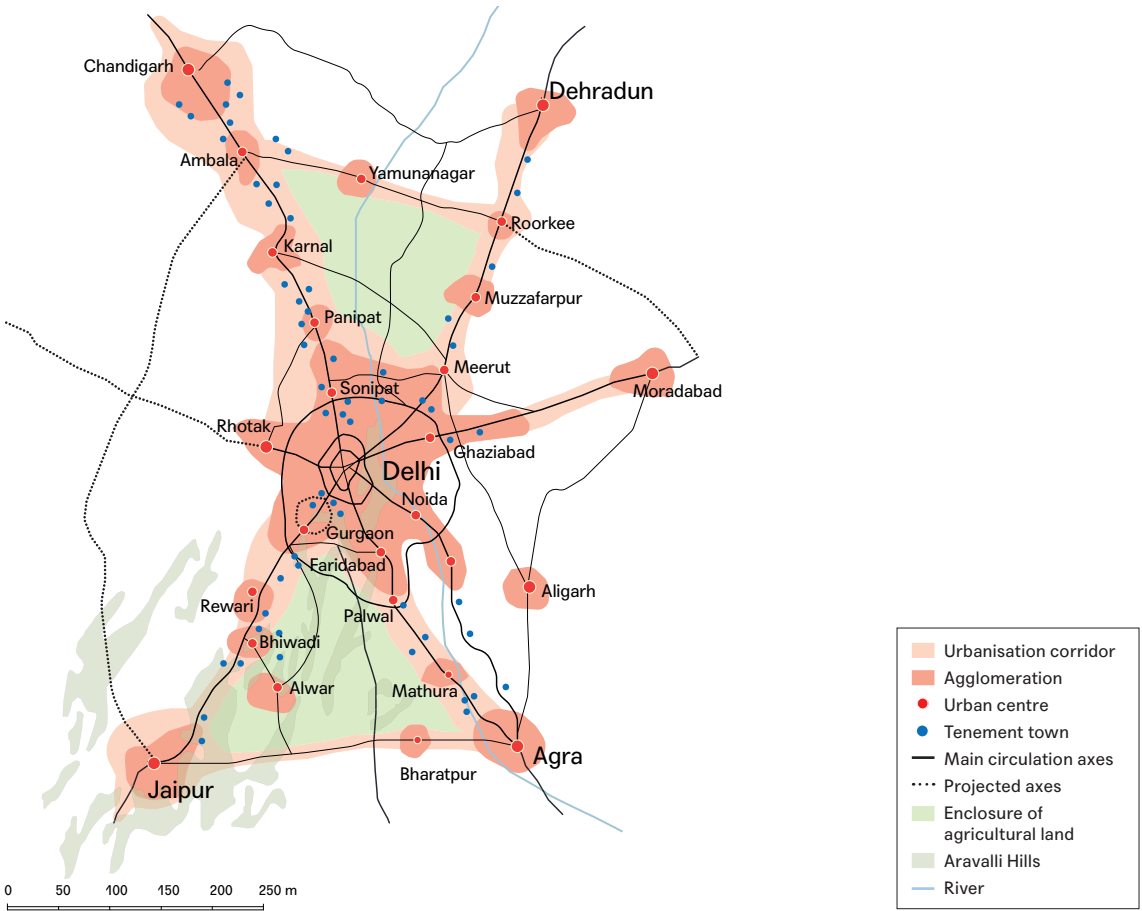 Chandigarh
Dehradun
Ambala
Yamunanagar
Roorkee
Karnal
Muzzafarpur
Panipat
Meerut
Sonipat
Moradabad
Rhotak
Ghaziabad
Delhi
Noida
Gurgaon
Faridabad
Aligarh
Rewari
Palwal
Bhiwadi
Alwar
Mathura
Agra
Bharatpur
Jaipur
0 50 100 150 200 250 m
Urbanisation corridor
Agglomeration
Urban centre
Tenement town
Main circulation axes
Projected axes
Enclosure of
agricultural land
Aravalli Hills
River